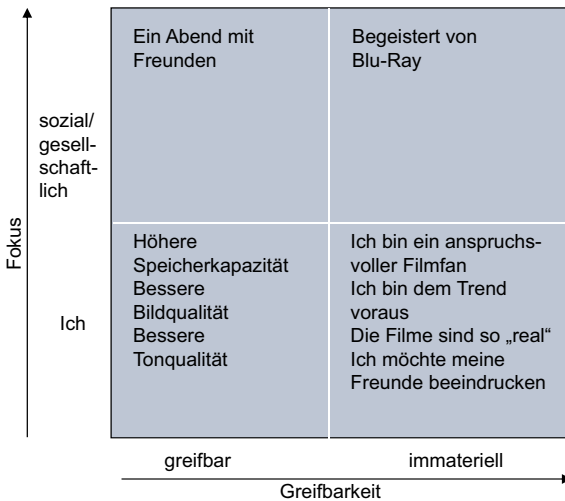 Ein Abend mit
Freunden
Begeistert von
Blu-Ray
sozial/
gesell-
schaft-
lich
Fokus
Höhere
Speicherkapazität
Bessere
Bildqualität
Bessere
Tonqualität
Ich bin ein anspruchs-
voller Filmfan
Ich bin dem Trend
voraus
Die Filme sind so „real“
Ich möchte meine
Freunde beeindrucken
Ich
greifbar
immateriell
Greifbarkeit